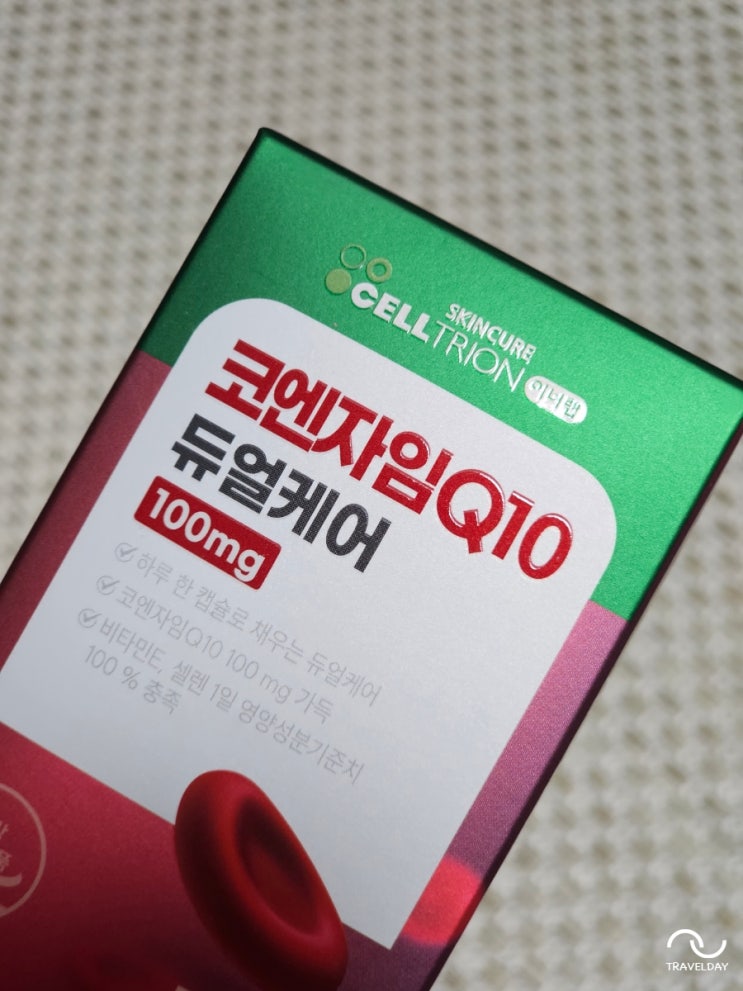 SKINCURE
CELLTRION 이너랩
코엔자임Q10
듀얼케어
100mg
하루 한 캡슐로 채우는 듀얼케어
코엔자임Q10 100 mg 가득
비타민E, 셀렌 1일 영양성분기준치
100 % 충족
TRAVELDAY